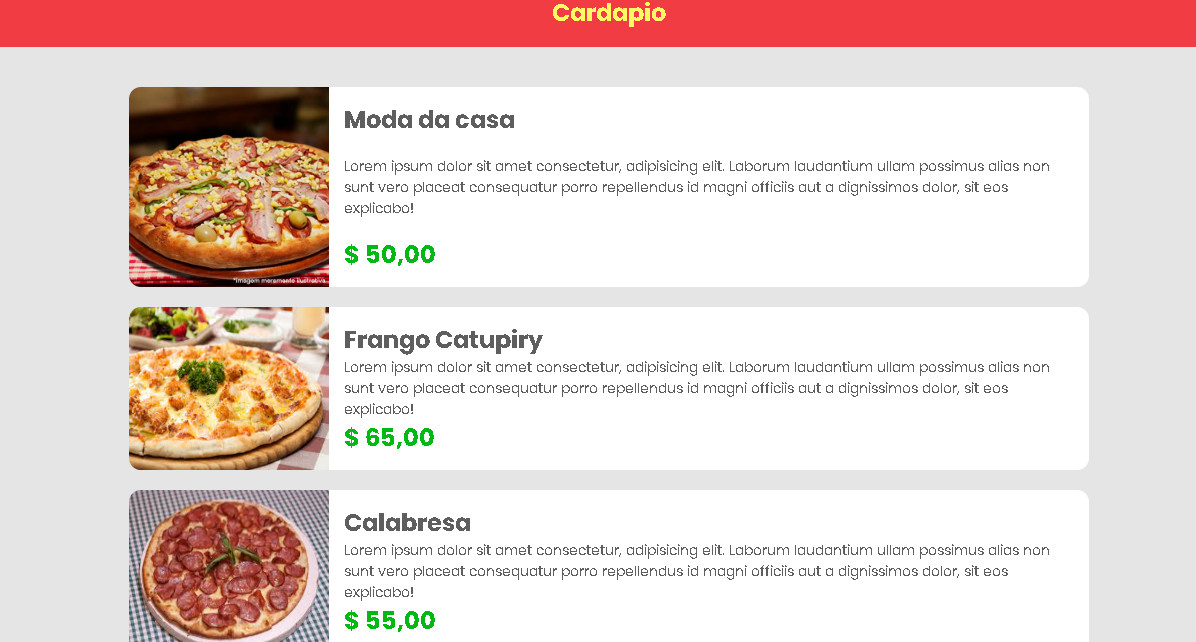 Cardapio
Moda da casa
Lorem ipsum dolor sit amet consectetur, adipisicing elit. Laborum laudantium ullam possimus alias non
sunt vero placeat consequatur porro repellendus id magni officiis aut a dignissimos dolor, sit eos
explicabo!
$ 50,00
*Imagem meramente ilustrativa
Frango Catupiry
Lorem ipsum dolor sit amet consectetur, adipisicing elit. Laborum laudantium ullam possimus alias non
sunt vero placeat consequatur porro repellendus id magni officiis aut a dignissimos dolor, sit eos
explicabo!
$ 65,00
Calabresa
Lorem ipsum dolor sit amet consectetur, adipisicing elit. Laborum laudantium ullam possimus alias non
sunt vero placeat consequatur porro repellendus id magni officiis aut a dignissimos dolor, sit eos
explicabo!
$ 55,00